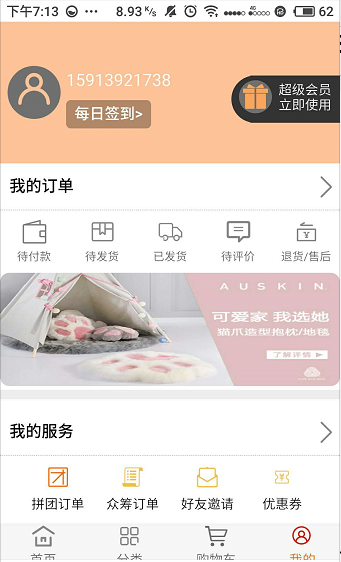 下午7:13 ••• 8.93 K/s 4G 62
15913921738
每日签到>
超级会员
立即使用
我的订单
待付款 待发货 已发货 待评价 退货/售后
AUSKIN
可爱家 我选她
猫爪造型抱枕/地毯
了解详情
我的服务
拼团订单 众筹订单 好友邀请 优惠券
首页 分类 购物车 我的